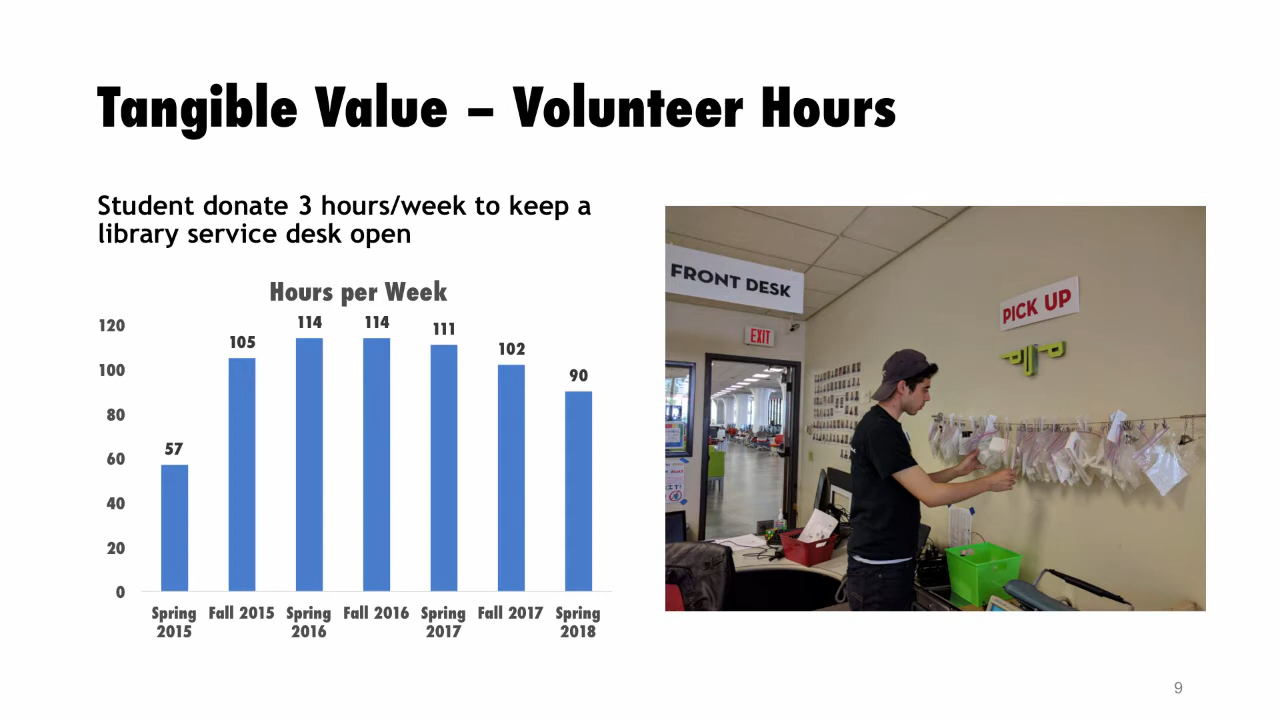 Tangible Value – Volunteer Hours
Student donate 3 hours/week to keep a
library service desk open
Hours per Week
120
100
80
60
40
20
0
57
105
114
114
111
102
90
Spring
2015
Fall 2015
Spring
2016
Fall 2016
Spring
2017
Fall 2017
Spring
2018
FRONT DESK
EXIT
PICK UP
9